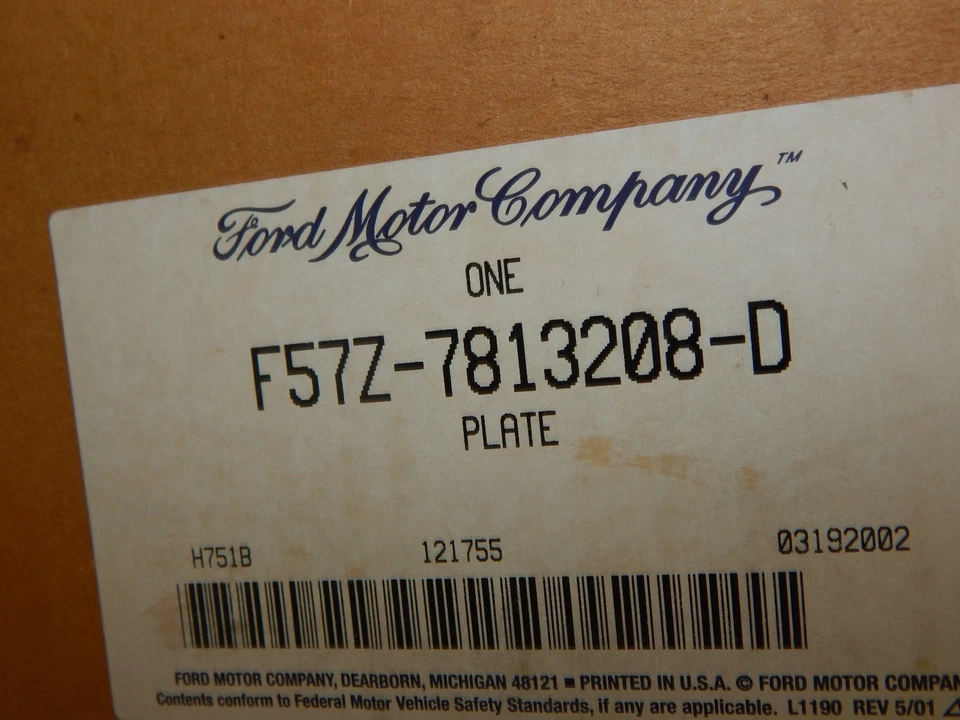 Ford Motor Company™
ONE
F57Z-7813208-D
PLATE
H751B 121755 03192002
FORD MOTOR COMPANY, DEARBORN, MICHIGAN 48121 ■ PRINTED IN U.S.A. © FORD MOTOR
Contents conform to Federal Motor Vehicle Safety Standards, if any are applicable. L1190 REV 5/01